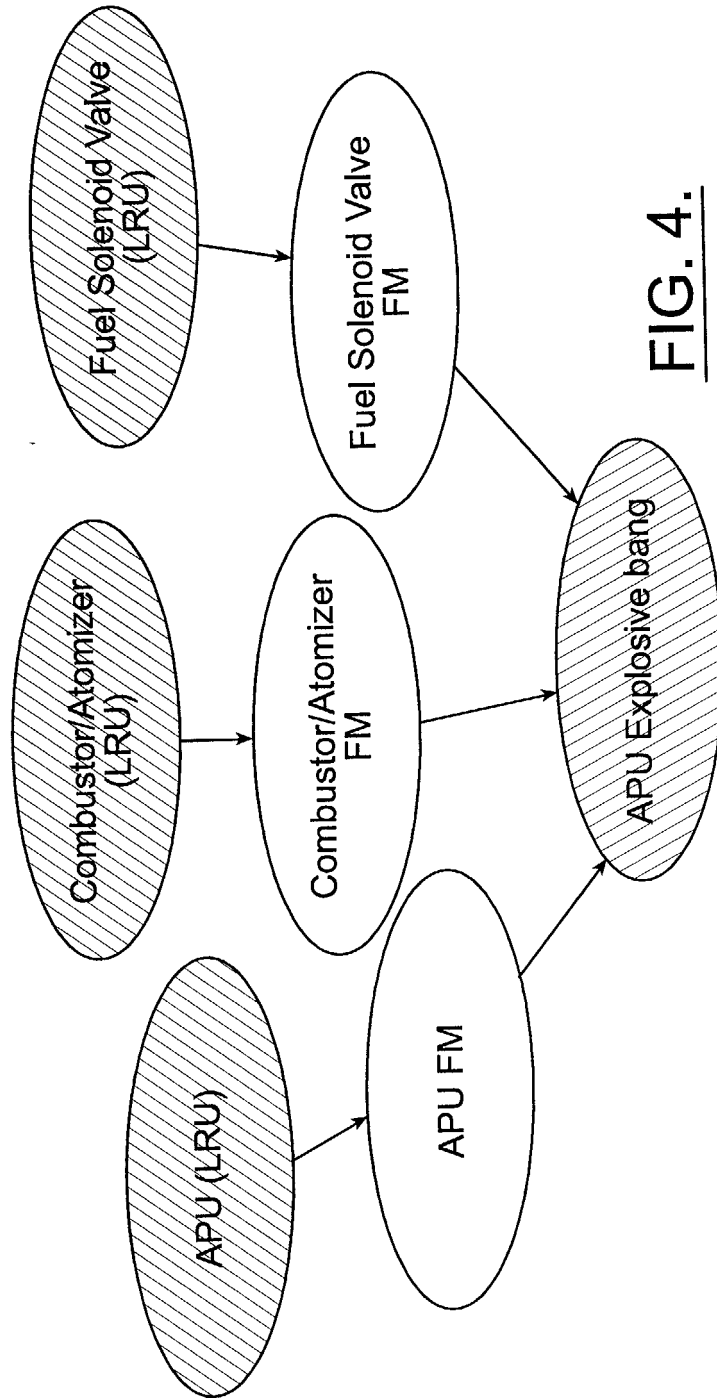 APU (LRU)
Combustor/Atomizer
(LRU)
Fuel Solenoid Valve
(LRU)
APU FM
Combustor/Atomizer
FM
Fuel Solenoid Valve
FM
APU Explosive bang
FIG. 4.